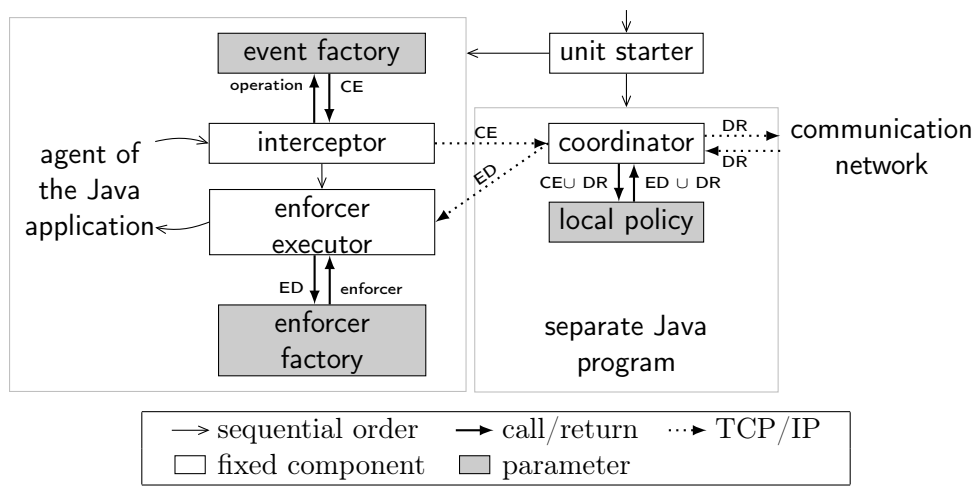 event factory
unit starter
operation
CE
interceptor
CE
coordinator
DR
DR
communication
network
agent of
the Java
application
ED
CE∪ DR
ED ∪ DR
enforcer
executor
local policy
ED
enforcer
enforcer
factory
separate Java
program
sequential order
call/return
TCP/IP
fixed component
parameter